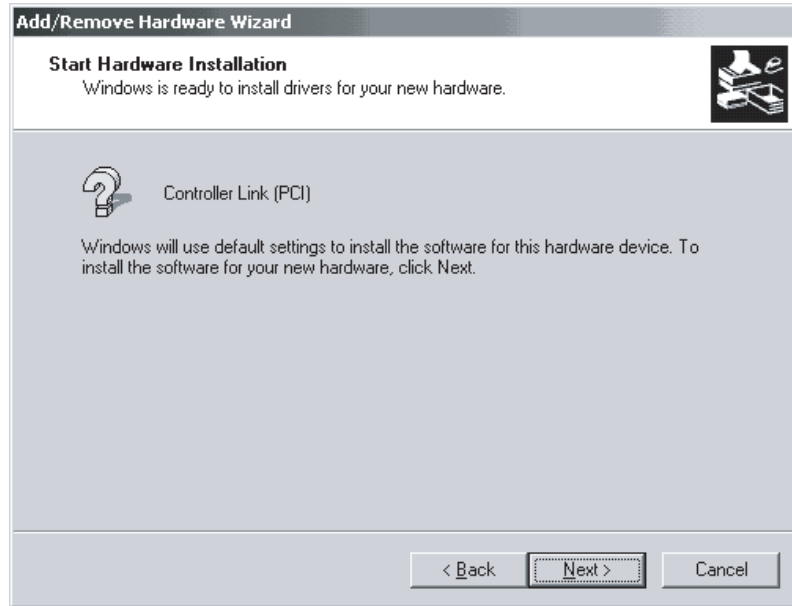 Add/Remove Hardware Wizard
Start Hardware Installation
Windows is ready to install drivers for your new hardware.
Controller Link (PCI)
Windows will use default settings to install the software for this hardware device. To
install the software for your new hardware, click Next.
< Back
Next >
Cancel